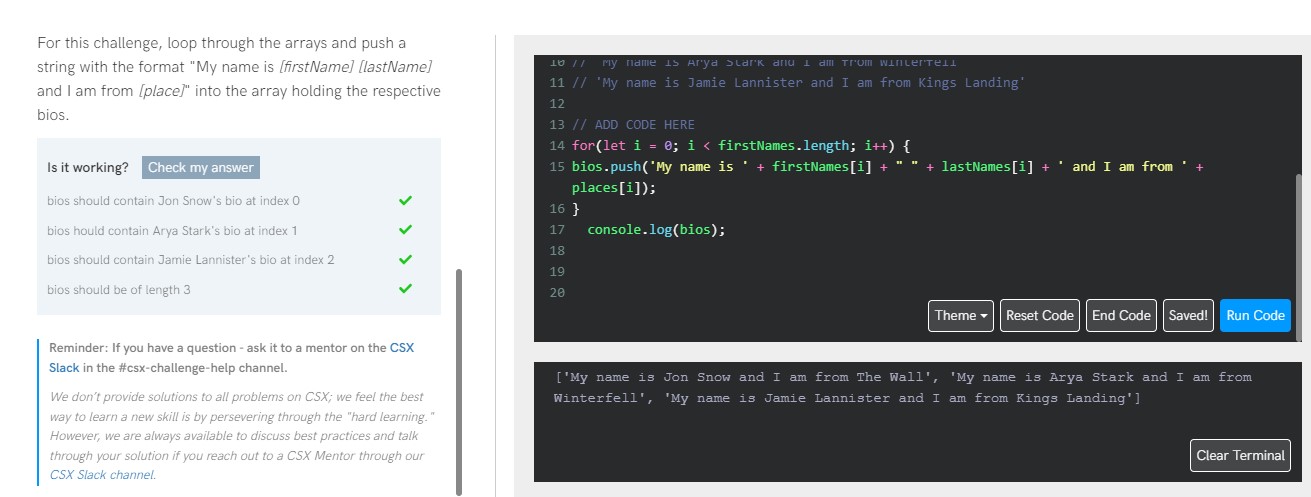 For this challenge, loop through the arrays and push a
string with the format "My name is [firstName] [lastName]
and I am from [place]" into the array holding the respective
bios.
Is it working? Check my answer
bios should contain Jon Snow's bio at index 0
bios hould contain Arya Stark's bio at index 1
bios should contain Jamie Lannister's bio at index 2
bios should be of length 3
Reminder: If you have a question - ask it to a mentor on the CSX
Slack in the #csx-challenge-help channel.
We don't provide solutions to all problems on CSX; we feel the best
way to learn a new skill is by persevering through the "hard learning."
However, we are always available to discuss best practices and talk
through your solution if you reach out to a CSX Mentor through our
CSX Slack channel.
10 // 'My name is Arya Stark and I am from Winterfell'
11 // 'My name is Jamie Lannister and I am from Kings Landing'
12
13 // ADD CODE HERE
14 for(let i = 0; i < firstNames.length; i++) {
15 bios.push('My name is ' + firstNames[i] + " " + lastNames[i] + ' and I am from ' +
places[i]);
16 }
17   console.log(bios);
18
19
20
Theme Reset Code End Code Saved! Run Code
['My name is Jon Snow and I am from The Wall', 'My name is Arya Stark and I am from
Winterfell', 'My name is Jamie Lannister and I am from Kings Landing']
Clear Terminal